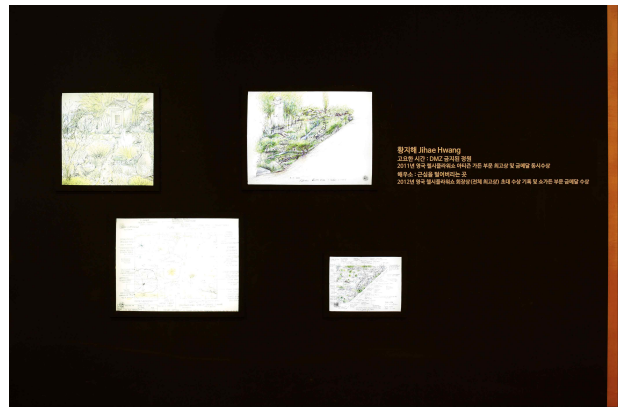 황지해 Jihae Hwang
고요한 시간 : DMZ 금지된 정원
2011년 영국 첼시플라워쇼 아티즌 가든 부문 최고상 및 금메달 동시수상
해우소 : 근심을 털어버리는 곳
2012년 영국 첼시플라워쇼 회장상(전체 최고상) 초대 수상 기록 및 쇼가든 부문 금메달 수상